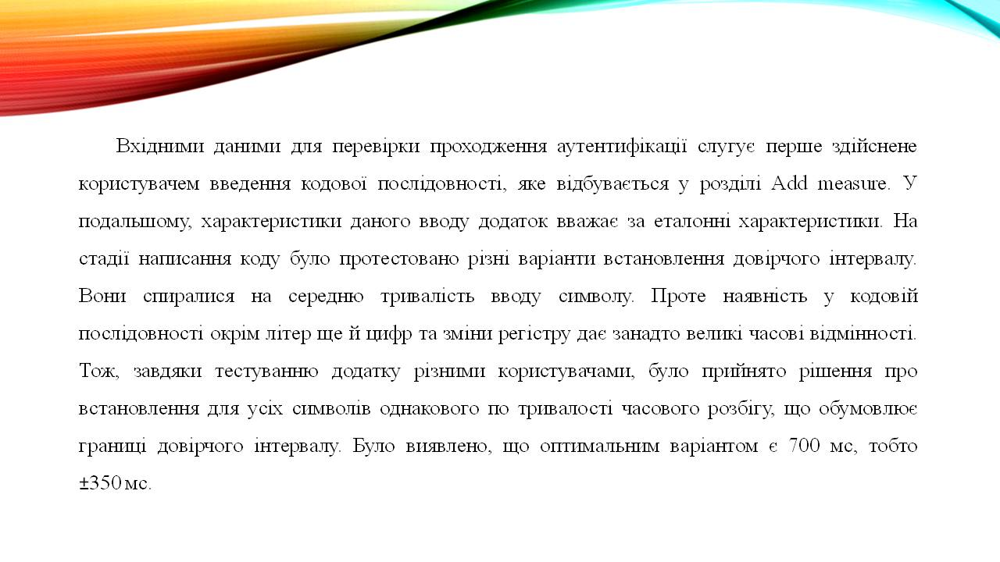 Вхідними даними для перевірки проходження аутентифікації слугує перше здійснене
користувачем введення кодової послідовності, яке відбувається у розділі Add measure. У
подальшому, характеристики даного вводу додаток вважає за еталонні характеристики. На
стадії написання коду було протестовано різні варіанти встановлення довірчого інтервалу.
Вони спиралися на середню тривалість вводу символу. Проте наявність у кодовій
послідовності окрім літер ще й цифр та зміни регістру дає занадто великі часові відмінності.
Тож, завдяки тестуванню додатку різними користувачами, було прийнято рішення про
встановлення для усіх символів однакового по тривалості часового розбігу, що обумовлює
границі довірчого інтервалу. Було виявлено, що оптимальним варіантом є 700 мс, тобто
±350 мс.